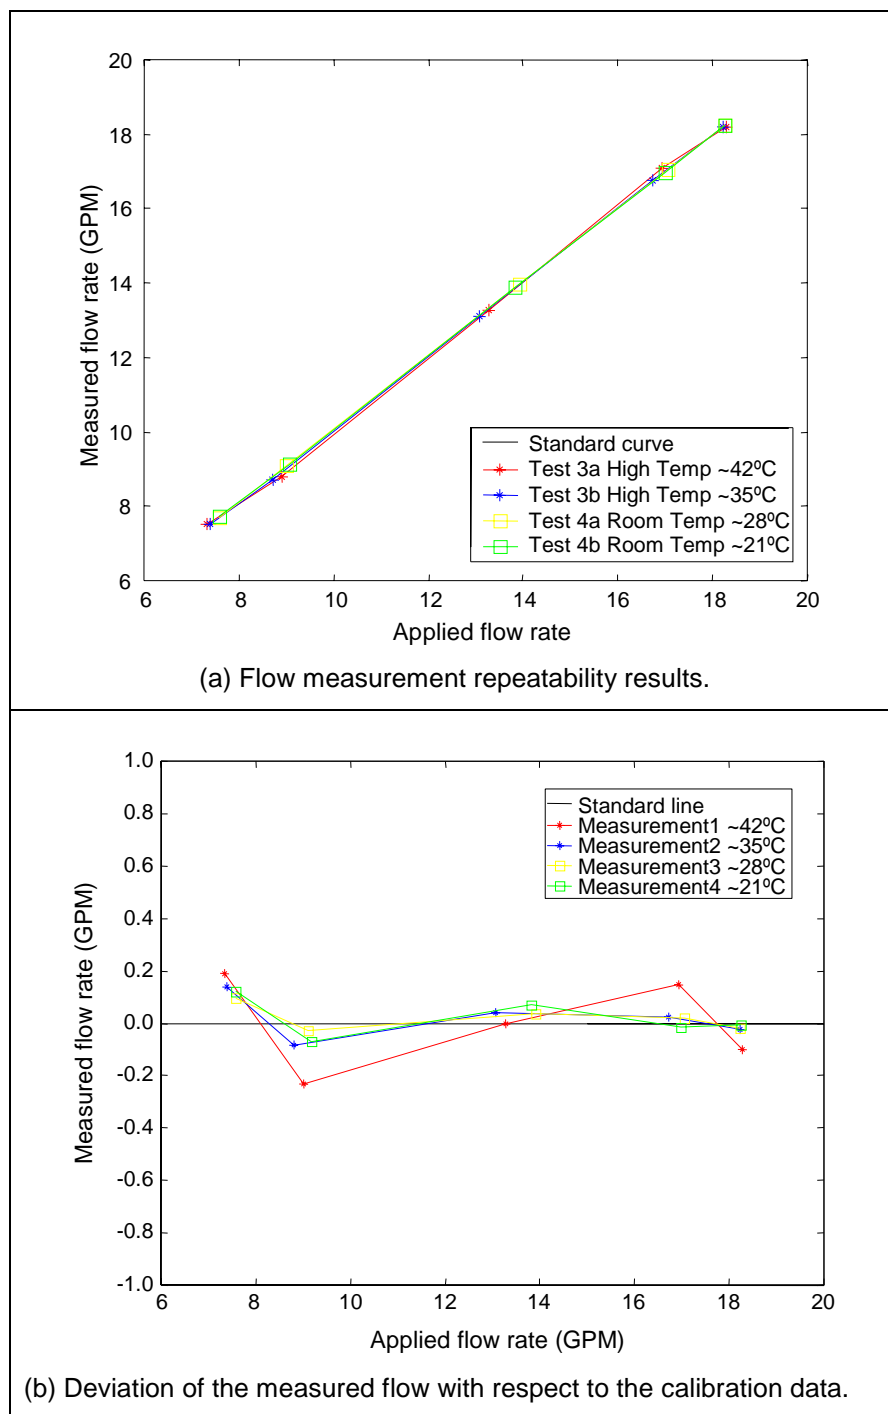 20
18
16
14
12
10
8
6
Measured flow rate (GPM)
Standard curve
Test 3a High Temp ~42ºC
Test 3b High Temp ~35ºC
Test 4a Room Temp ~28ºC
Test 4b Room Temp ~21ºC
6 8 10 12 14 16 18 20
Applied flow rate
(a) Flow measurement repeatability results.
1.0
0.8
0.6
0.4
0.2
0.0
-0.2
-0.4
-0.6
-0.8
-1.0
Measured flow rate (GPM)
Standard line
Measurement1 ~42ºC
Measurement2 ~35ºC
Measurement3 ~28ºC
Measurement4 ~21ºC
6 8 10 12 14 16 18 20
Applied flow rate (GPM)
(b) Deviation of the measured flow with respect to the calibration data.